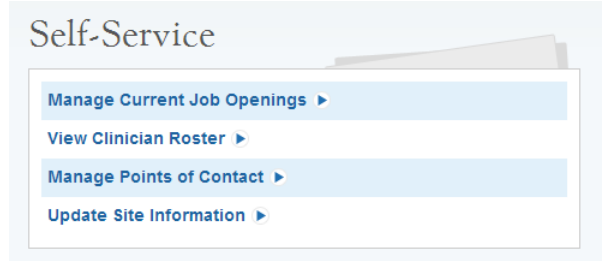 Self-Service
Manage Current Job Openings
View Clinician Roster
Manage Points of Contact
Update Site Information